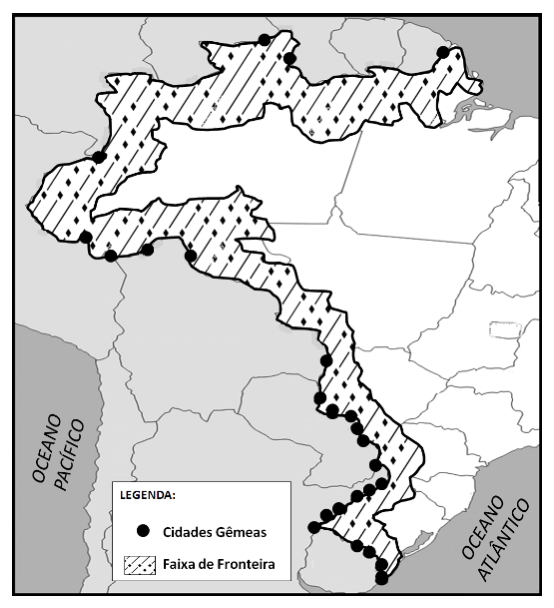 OCEANO
PACÍFICO
LEGENDA:
Cidades Gêmeas
Faixa de Fronteira
OCEANO
ATLÂNTICO